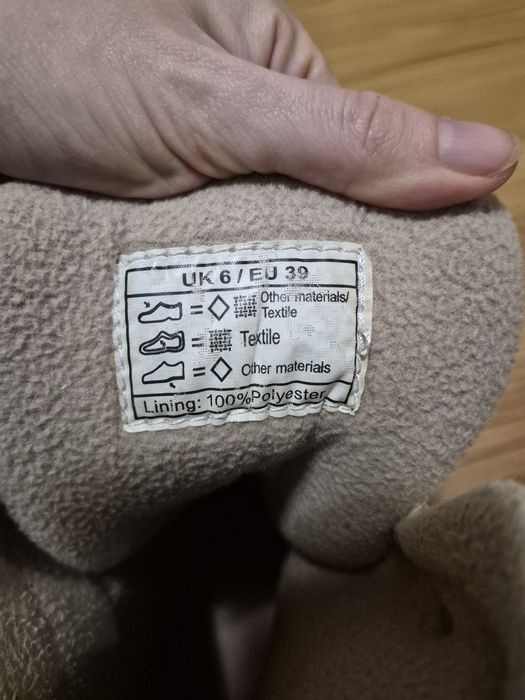 UK 6 / EU 39
= Other materials/
Textile
= Textile
= Other materials
Lining: 100%Polyester